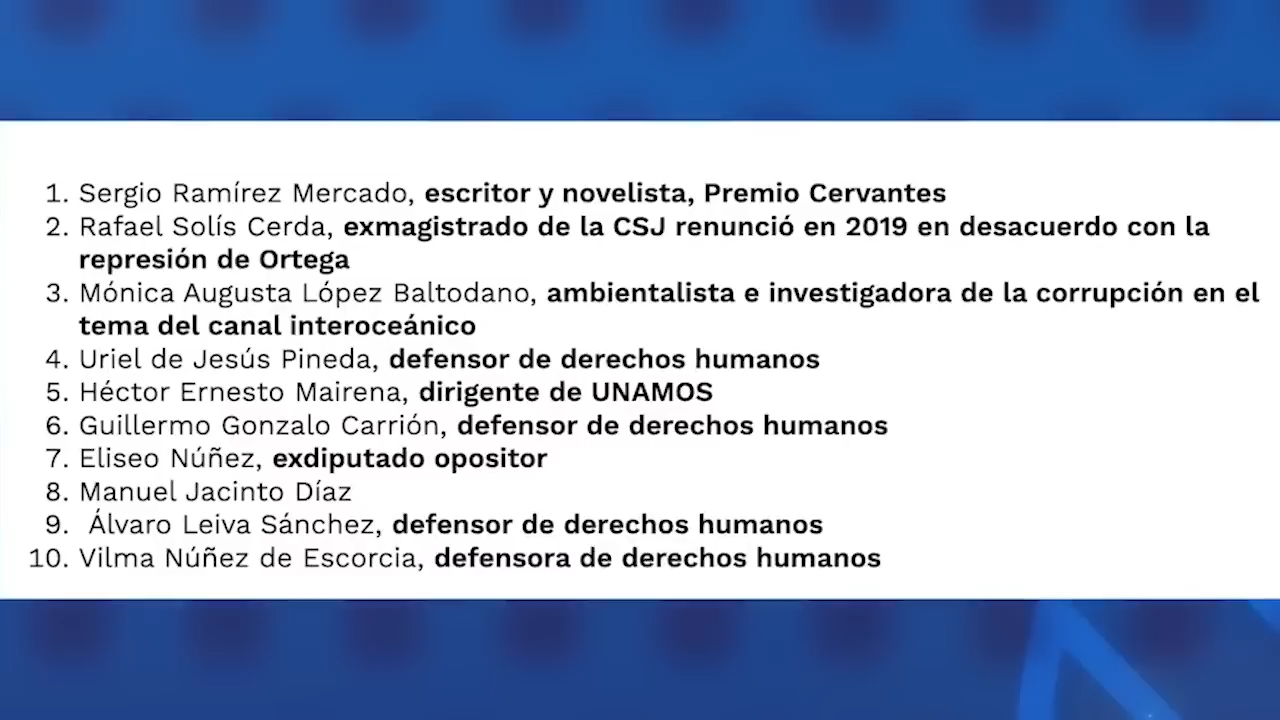 1. Sergio Ramírez Mercado, escritor y novelista, Premio Cervantes
2. Rafael Solís Cerda, exmagistrado de la CSJ renunció en 2019 en desacuerdo con la
represión de Ortega
3. Mónica Augusta López Baltodano, ambientalista e investigadora de la corrupción en el
tema del canal interoceánico
4. Uriel de Jesús Pineda, defensor de derechos humanos
5. Héctor Ernesto Mairena, dirigente de UNAMOS
6. Guillermo Gonzalo Carrión, defensor de derechos humanos
7. Eliseo Núñez, exdiputado opositor
8. Manuel Jacinto Díaz
9. Álvaro Leiva Sánchez, defensor de derechos humanos
10. Vilma Núñez de Escorcia, defensora de derechos humanos